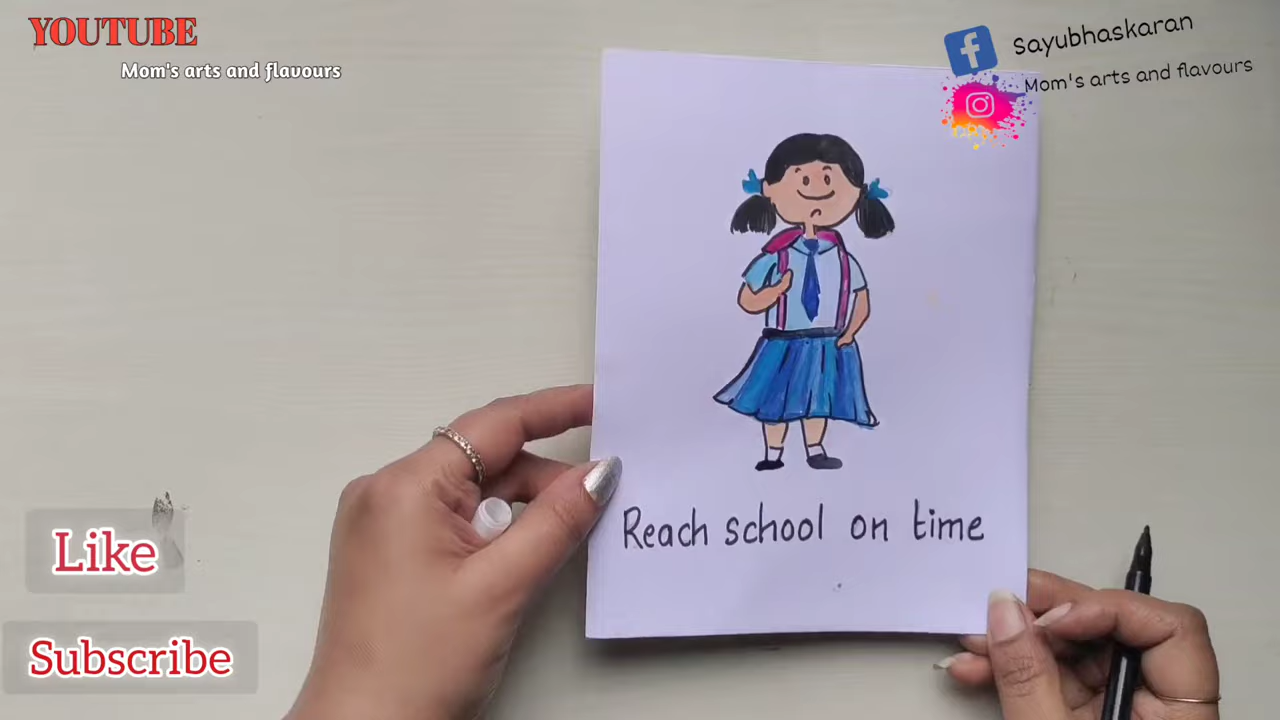 YOUTUBE
Mom's arts and flavours
sayubhaskaran
Mom's arts and flavours
Reach school on time
Like
Subscribe